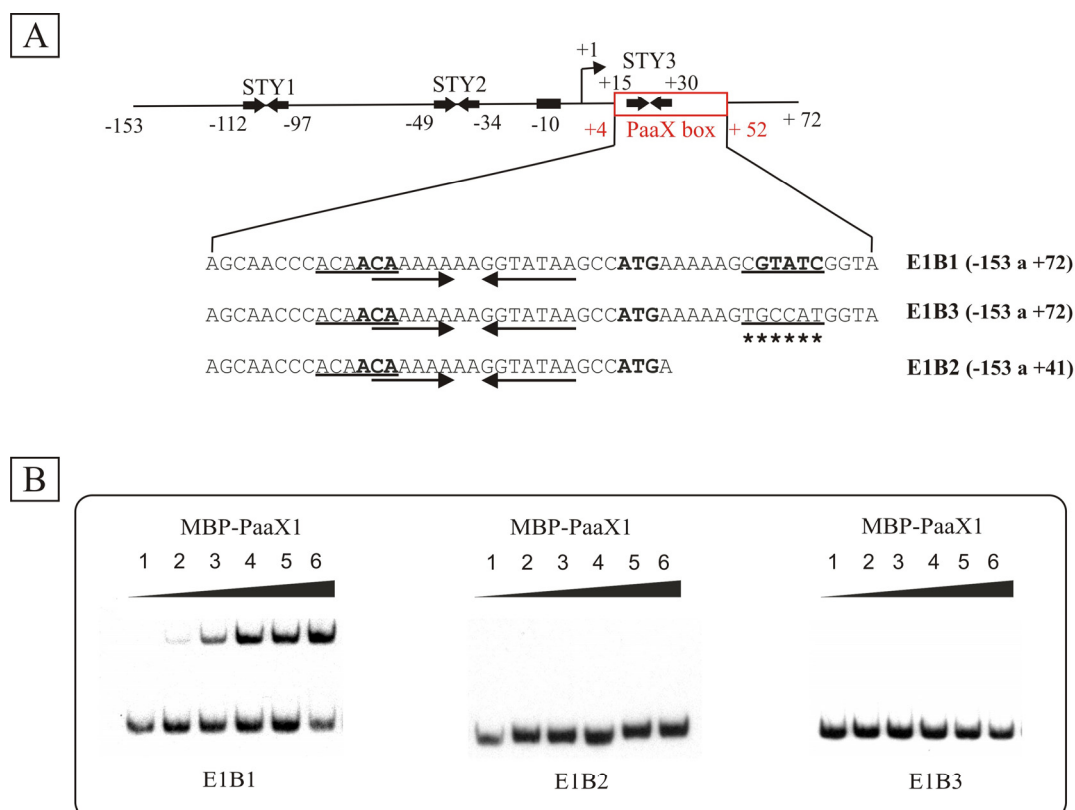 A
+1
STY1
STY2
STY3
+15
+30
-153
-112
-97
-49
-34
-10
+4
PaaX box
+ 52
+ 72
AGCAACCCACAACAAAAAAAGGTATAAGCCATGAAAAAGCGTATCGGTA E1B1 (-153 a +72)
AGCAACCCACAACAAAAAAAGGTATAAGCCATGAAAAAGTGCCATGGTA E1B3 (-153 a +72)
******
AGCAACCCACAACAAAAAAAGGTATAAGCCATGA E1B2 (-153 a +41)
B
MBP-PaaX1
1 2 3 4 5 6
E1B1
MBP-PaaX1
1 2 3 4 5 6
E1B2
MBP-PaaX1
1 2 3 4 5 6
E1B3